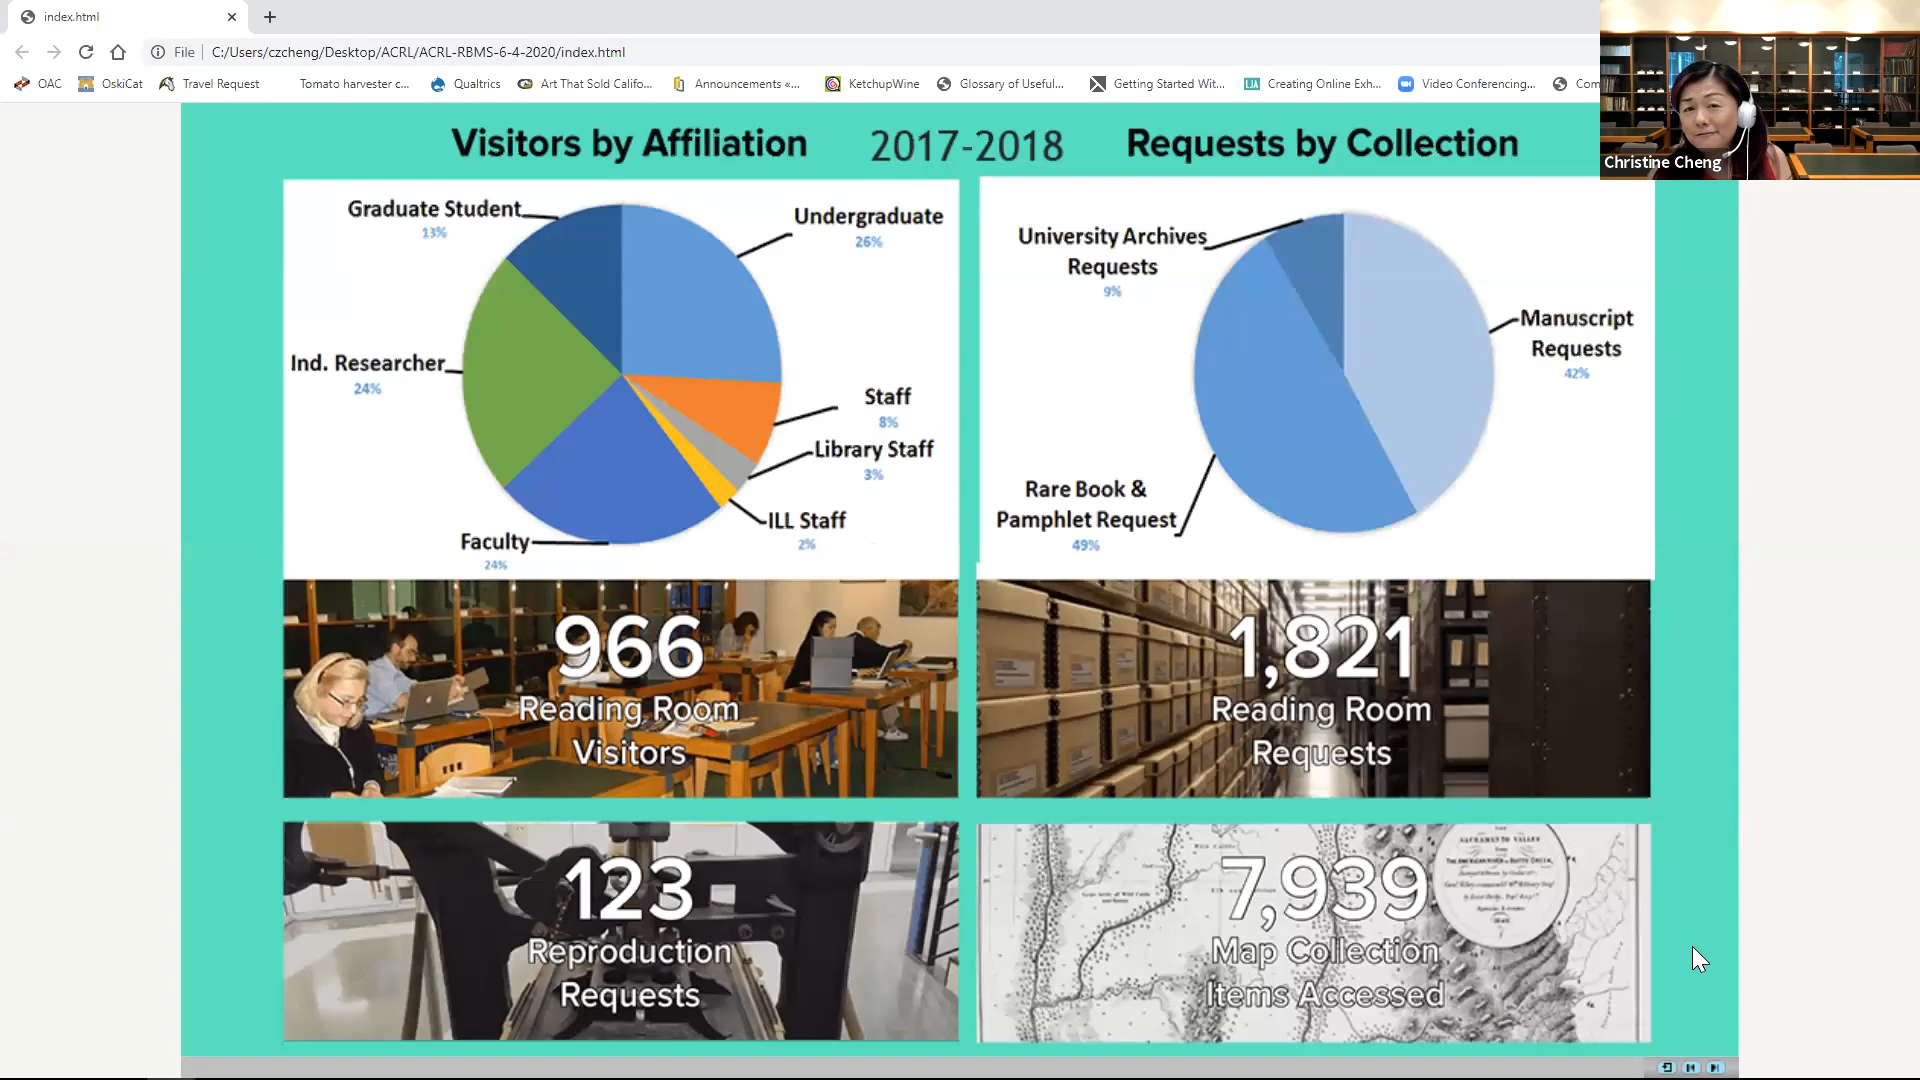 index.html
File
C:/Users/czcheng/Desktop/ACRL/ACRL-RBMS-6-4-2020/index.html
OAC
OskiCat
Travel Request
Tomato harvester c...
Qualtrics
Art That Sold Califo...
Announcements «...
KetchupWine
Glossary of Useful...
Getting Started Wit...
LJA
Creating Online Exh...
Video Conferencing...
Com
Christine Cheng
Visitors by Affiliation
2017-2018
Requests by Collection
Graduate Student
13%
Undergraduate
26%
Ind. Researcher
24%
Staff
8%
Library Staff
3%
ILL Staff
2%
Faculty
24%
University Archives
Requests
9%
Manuscript
Requests
42%
Rare Book &
Pamphlet Request
49%
966
Reading Room
Visitors
1,821
Reading Room
Requests
123
Reproduction
Requests
7,939
Map Collection
Items Accessed
SACRAMENTO VALLEY